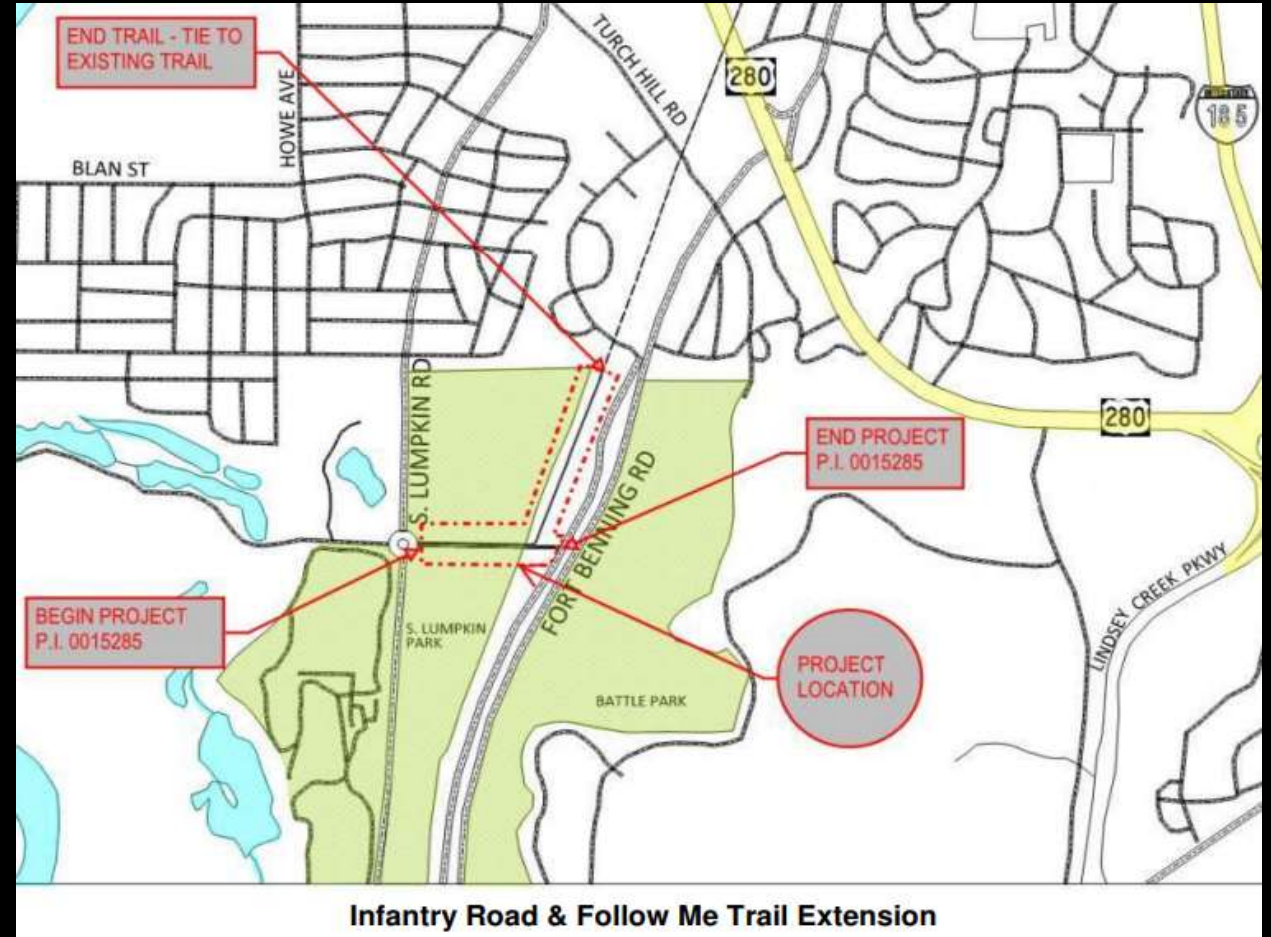 END TRAIL - TIE TO
EXISTING TRAIL
HOWE AVE
TURCH HILL RD
280
185
BLAN ST
S. LUMPKIN RD
280
END PROJECT
P.I. 0015285
FORT BENNING RD
LINDSEY CREEK PKWY
BEGIN PROJECT
P.I. 0015285
S. LUMPKIN
PARK
PROJECT
LOCATION
BATTLE PARK
Infantry Road & Follow Me Trail Extension